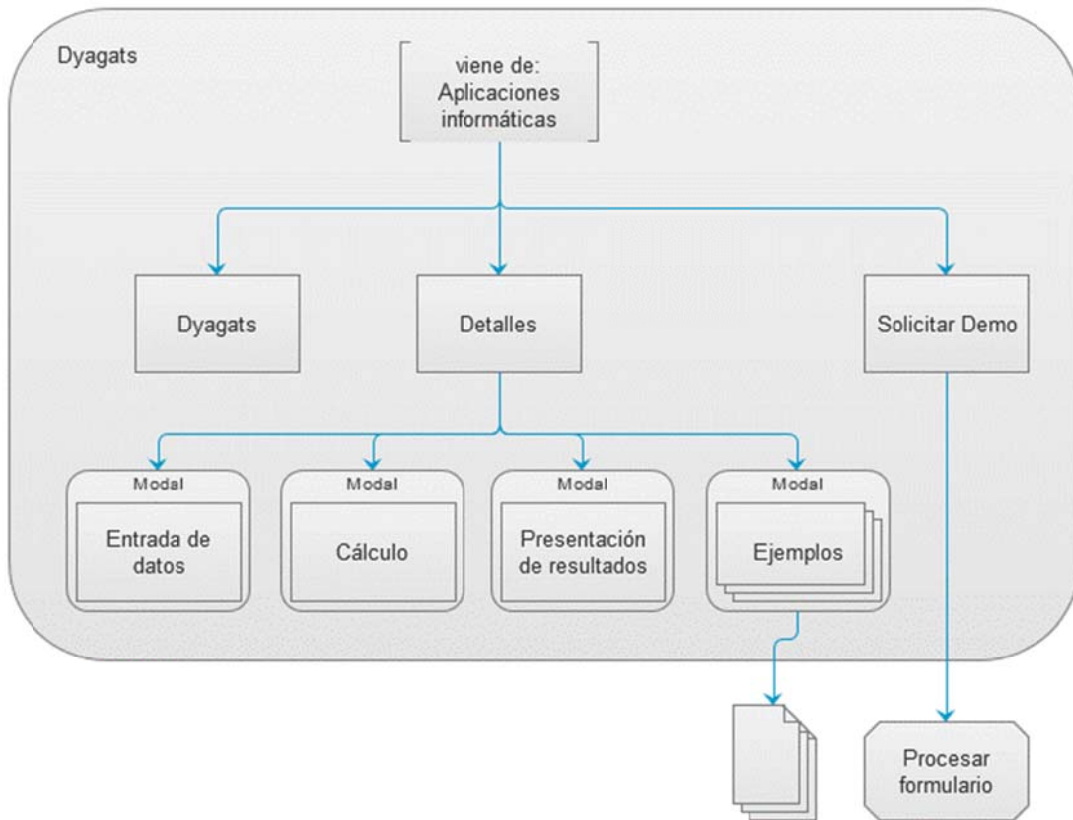 Dyagats
viene de:
Aplicaciones
informáticas
Dyagats
Detalles
Solicitar Demo
Modal
Entrada de
datos
Modal
Cálculo
Modal
Presentación
de resultados
Modal
Ejemplos
Procesar
formulario